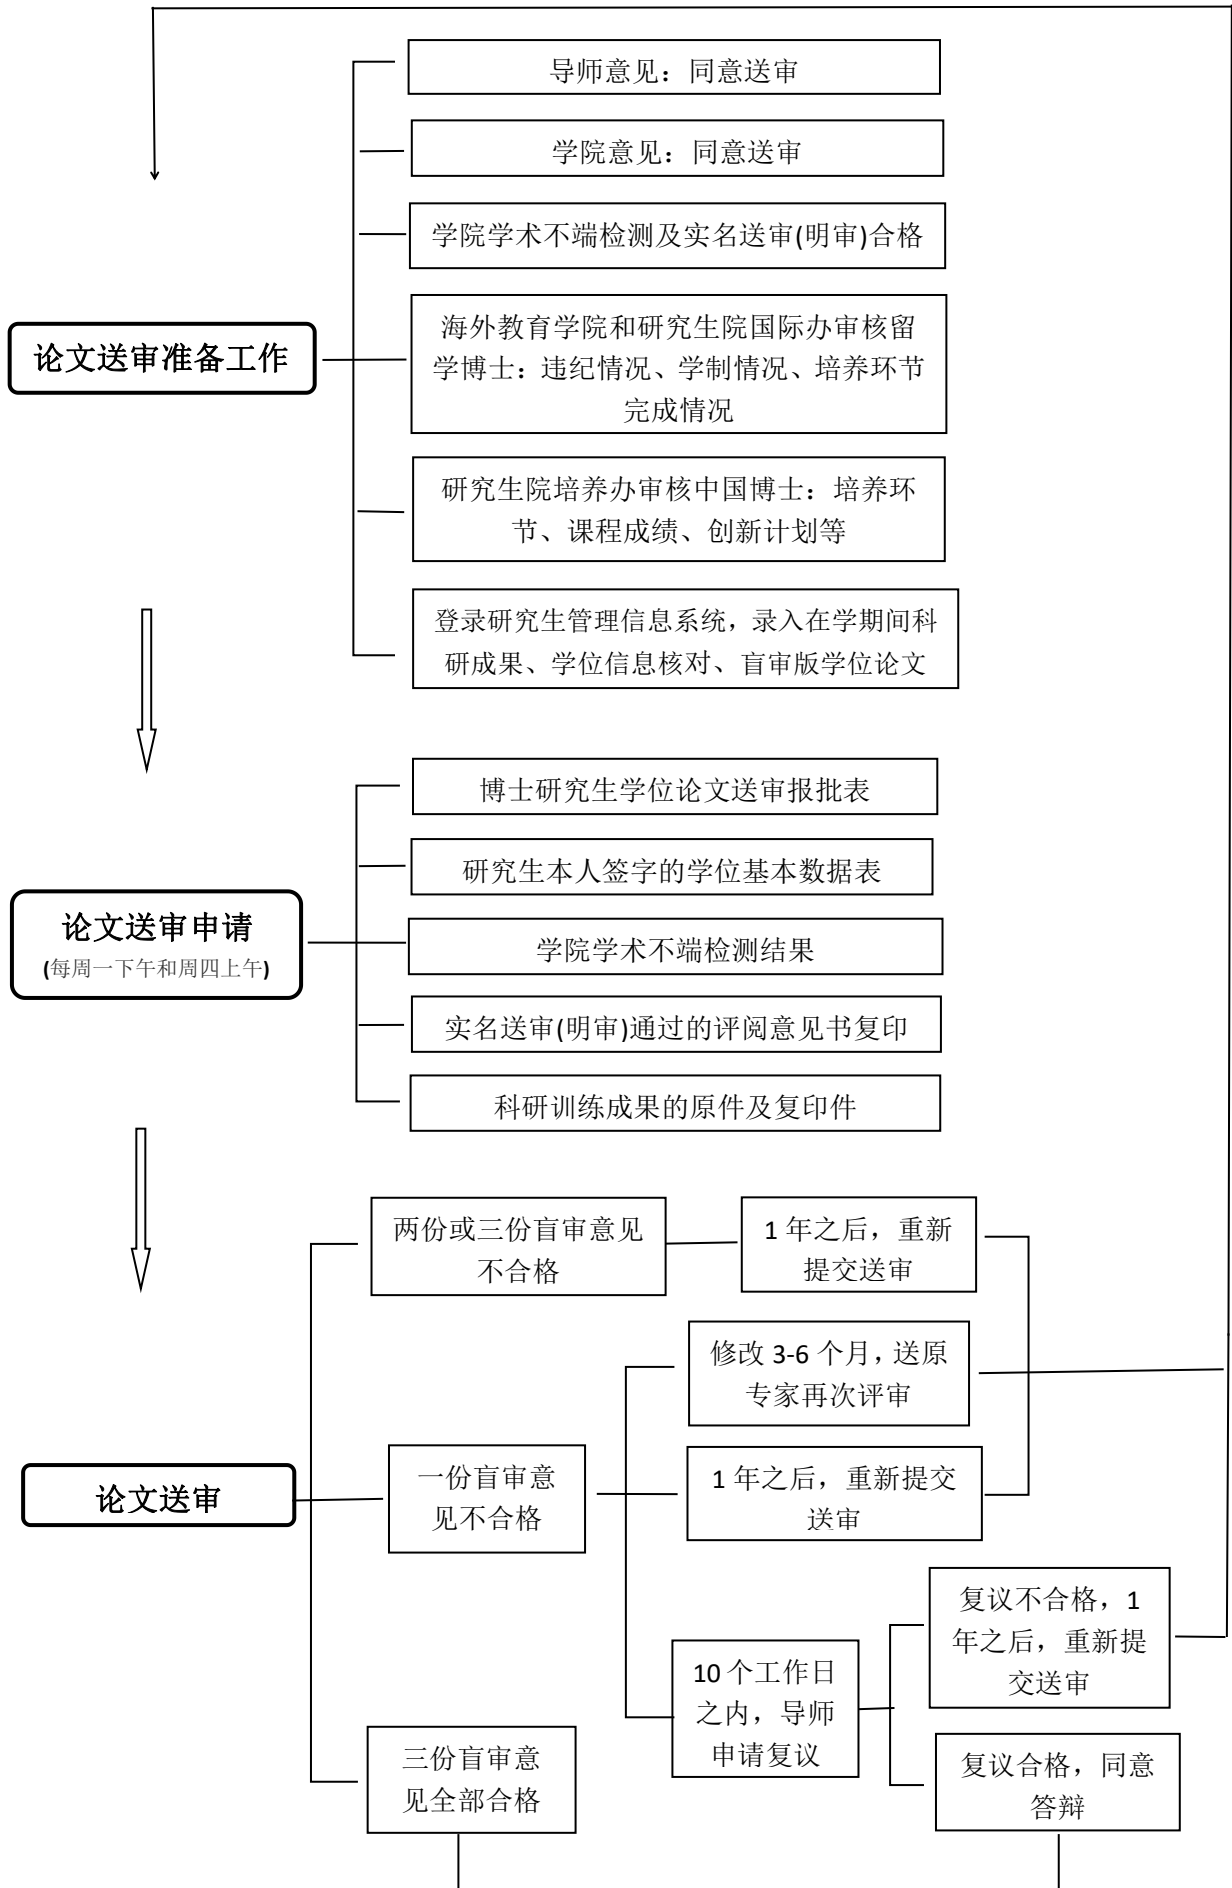 导师意见：同意送审
学院意见：同意送审
学院学术不端检测及实名送审(明审)合格
论文送审准备工作
海外教育学院和研究生院国际办审核留
学博士：违纪情况、学制情况、培养环节
完成情况
研究生院培养办审核中国博士：培养环
节、课程成绩、创新计划等
登录研究生管理信息系统，录入在学期间科
研成果、学位信息核对、盲审版学位论文
论文送审申请
(每周一下午和周四上午)
博士研究生学位论文送审报批表
研究生本人签字的学位基本数据表
学院学术不端检测结果
实名送审(明审)通过的评阅意见书复印
科研训练成果的原件及复印件
论文送审
两份或三份盲审意见
不合格
1 年之后，重新
提交送审
一份盲审意
见不合格
修改 3-6 个月，送原
专家再次评审
1 年之后，重新提交
送审
10 个工作日
之内，导师
申请复议
复议不合格，1
年之后，重新提
交送审
复议合格，同意
答辩
三份盲审意
见全部合格